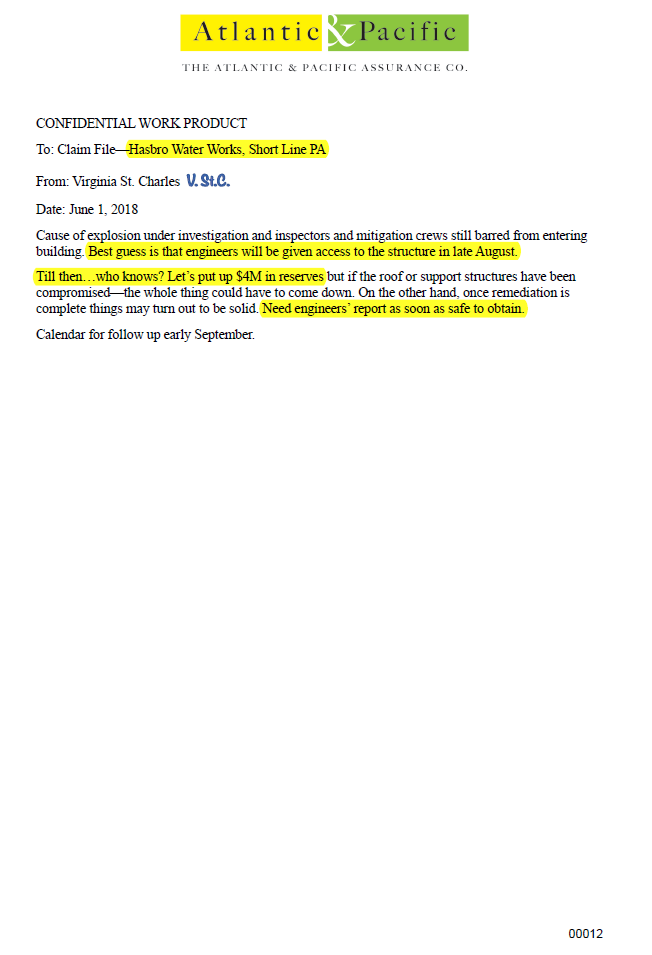 Atlantic & Pacific
THE ATLANTIC & PACIFIC ASSURANCE CO.
CONFIDENTIAL WORK PRODUCT
To: Claim File—Hasbro Water Works, Short Line PA
From: Virginia St. Charles V. St.C.
Date: June 1, 2018
Cause of explosion under investigation and inspectors and mitigation crews still barred from entering
building. Best guess is that engineers will be given access to the structure in late August.
Till then…who knows? Let’s put up $4M in reserves but if the roof or support structures have been
compromised—the whole thing could have to come down. On the other hand, once remediation is
complete things may turn out to be solid. Need engineers’ report as soon as safe to obtain.
Calendar for follow up early September.
00012